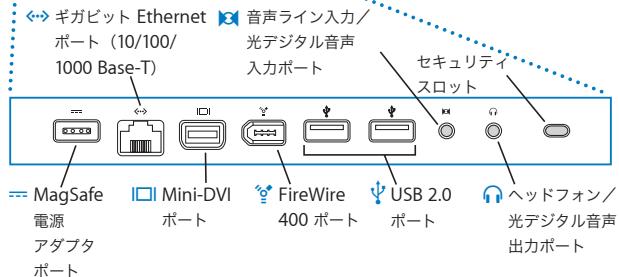 ギガビット Ethernet
ポート（10/100/
1000 Base-T）
音声ライン入力／
光デジタル音声
入力ポート
セキュリティ
スロット
MagSafe
電源
アダプタ
ポート
Mini-DVI
ポート
FireWire
400 ポート
USB 2.0
ポート
ヘッドフォン／
光デジタル音声
出力ポート